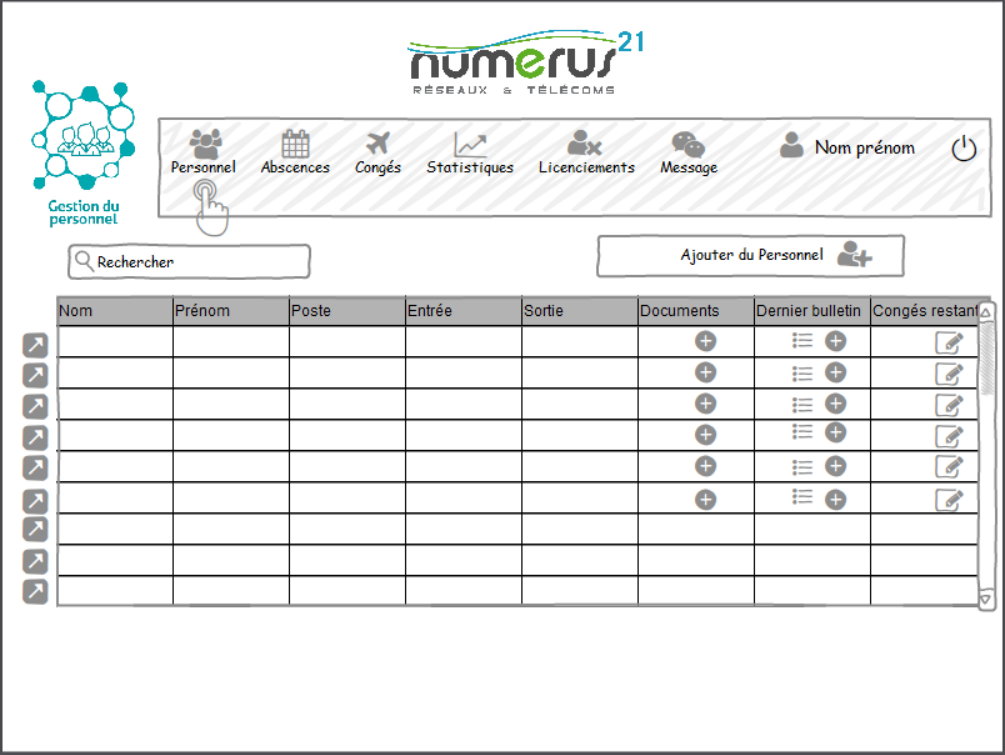 numerus 21
RÉSEAUX & TÉLÉCOMS
Gestion du
personnel
Personnel
Abscences
Congés
Statistiques
Licenciements
Message
Nom prénom
Rechercher
Ajouter du Personnel
Nom
Prénom
Poste
Entrée
Sortie
Documents
Dernier bulletin
Congés restant